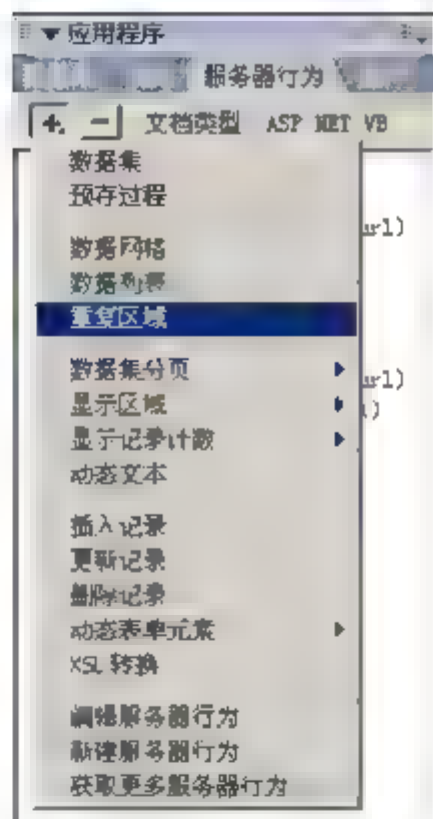 应用程序
服务器行为
文档类型 ASP NET VB
数据集
预存过程
数据网格
数据列表
重复区域
数据集分页
显示区域
显示记录计数
动态文本
插入记录
更新记录
删除记录
动态表单元素
XSL 转换
编辑服务器行为
新建服务器行为
获取更多服务器行为
url)
url)
)